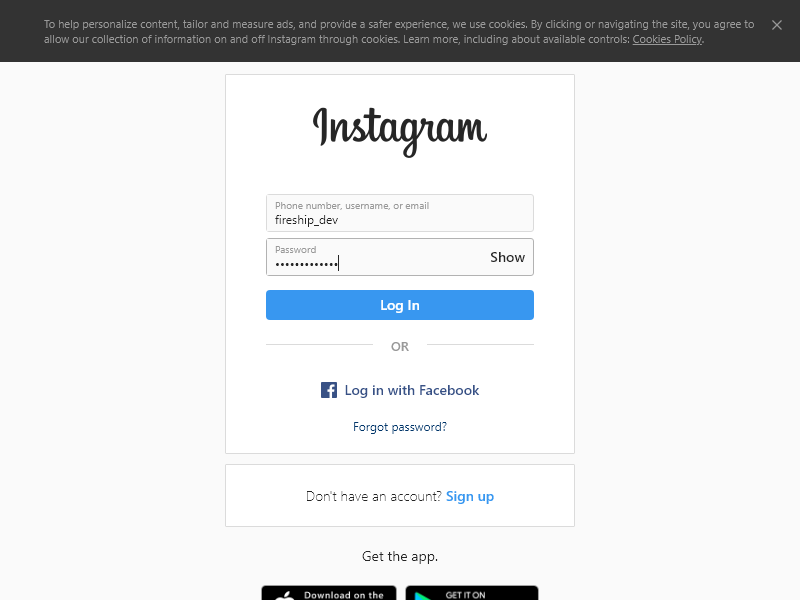 To help personalize content, tailor and measure ads, and provide a safer experience, we use cookies. By clicking or navigating the site, you agree to
allow our collection of information on and off Instagram through cookies. Learn more, including about available controls: Cookies Policy.
Instagram
Phone number, username, or email
fireship_dev
Password
•••••••••••••
Show
Log In
OR
Log in with Facebook
Forgot password?
Don't have an account? Sign up
Get the app.
Download on the
GET IT ON